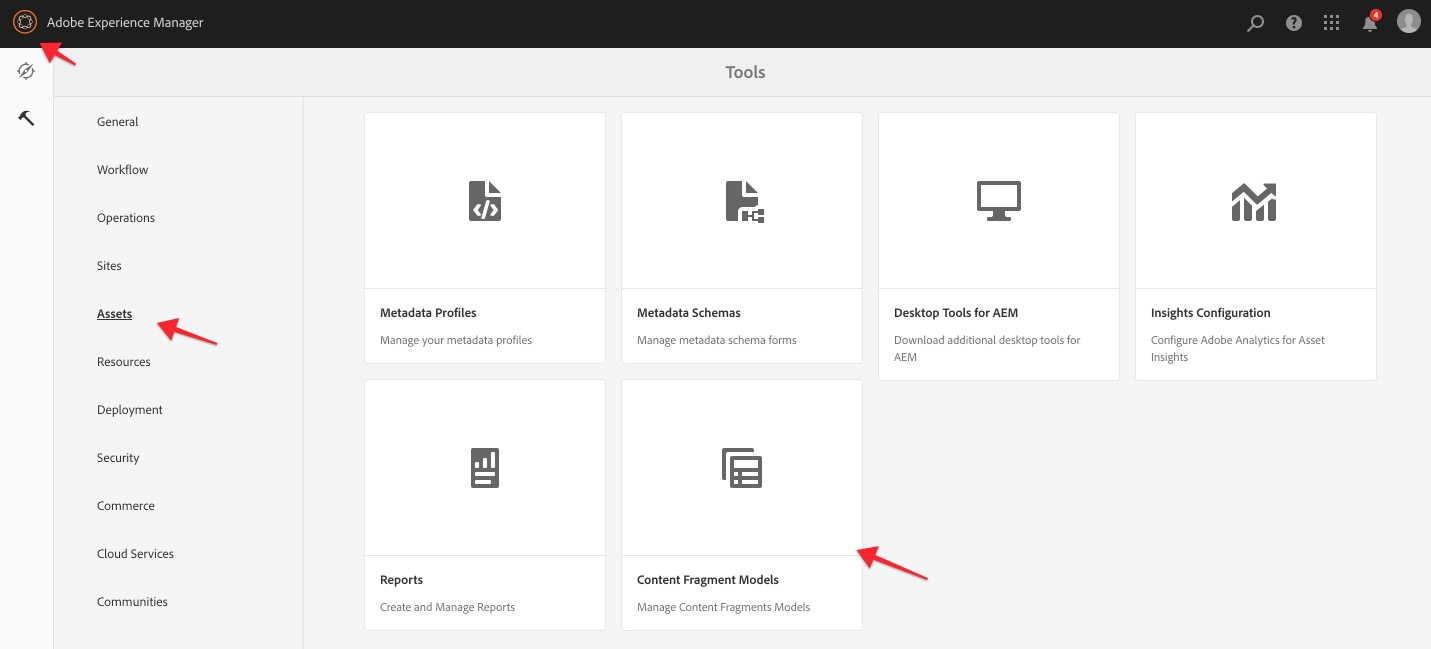 Adobe Experience Manager
4
Tools
General
Workflow
Operations
Sites
Assets
Resources
Deployment
Security
Commerce
Cloud Services
Communities
Metadata Profiles
Manage your metadata profiles
Metadata Schemas
Manage metadata schema forms
Desktop Tools for AEM
Download additional desktop tools for
AEM
Insights Configuration
Configure Adobe Analytics for Asset
Insights
Reports
Create and Manage Reports
Content Fragment Models
Manage Content Fragments Models